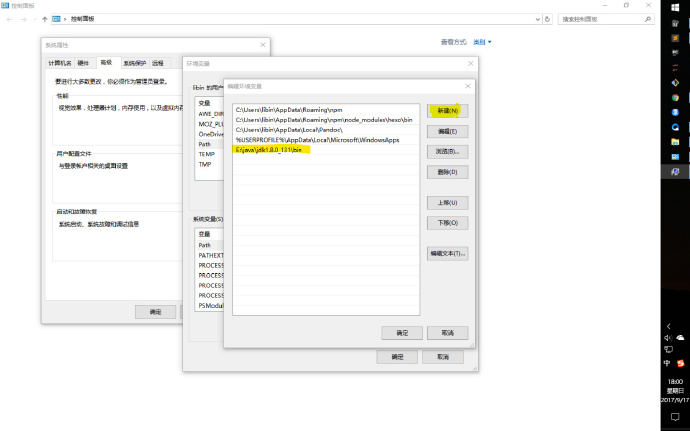 控制面板
控制面板
搜索控制面板
查看方式: 类别
系统属性
计算机名 硬件 高级 系统保护 远程
要进行大多数更改，你必须作为管理员登录。
性能
视觉效果，处理器计划，内存使用，以及虚拟内存
用户配置文件
与登录帐户相关的桌面设置
启动和故障恢复
系统启动、系统故障和调试信息
确定
环境变量
libin 的用户
变量
AWE_DIR
MOZ_PLU
OneDrive
Path
TEMP
TMP
系统变量(S)
变量
Path
PATHEXT
PROCESS
PROCESS
PROCESS
PROCESS
PSModul
确定
取消
编辑环境变量
C:\Users\libin\AppData\Roaming\npm
C:\Users\libin\AppData\Roaming\npm\node_modules\hexo\bin
C:\Users\libin\AppData\Local\Pandoc\
%USERPROFILE%\AppData\Local\Microsoft\WindowsApps
E:\java\jdk1.8.0_131\bin
新建(N)
编辑(E)
浏览(B)...
删除(D)
上移(U)
下移(O)
编辑文本(T)...
确定
取消
中
18:00
星期日
2017/9/17